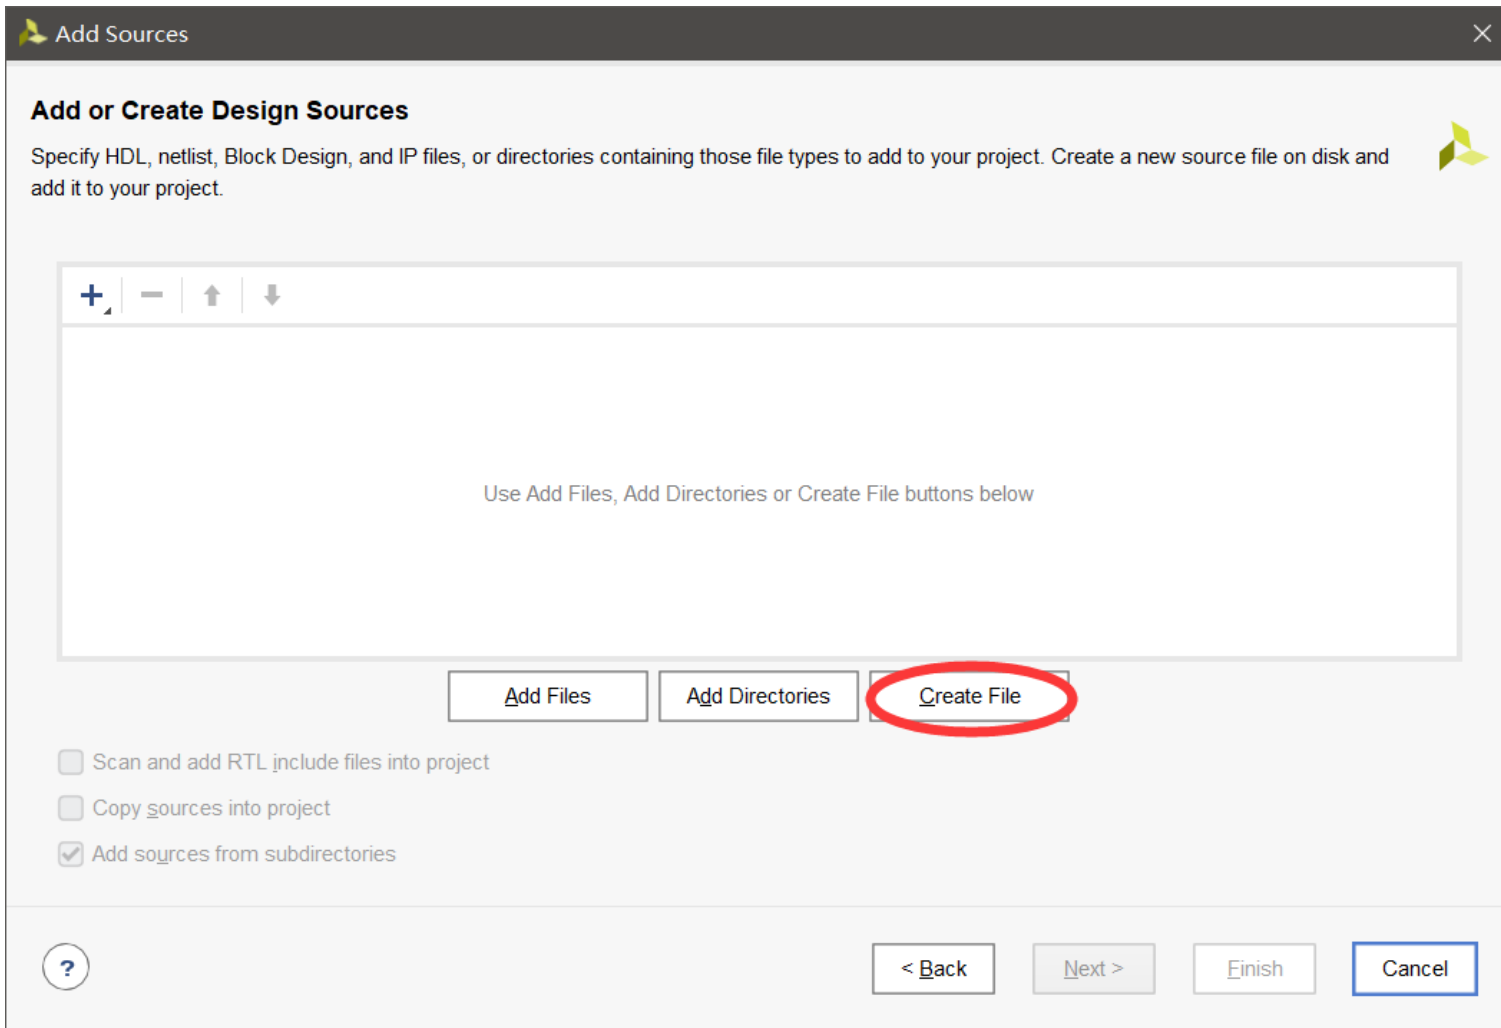 Add Sources
Add or Create Design Sources
Specify HDL, netlist, Block Design, and IP files, or directories containing those file types to add to your project. Create a new source file on disk and
add it to your project.
Use Add Files, Add Directories or Create File buttons below
Add Files
Add Directories
Create File
Scan and add RTL include files into project
Copy sources into project
Add sources from subdirectories
?
< Back
Next >
Finish
Cancel